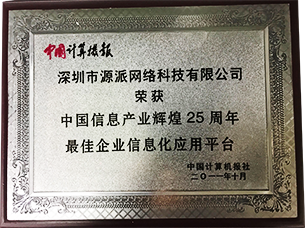 中国计算机报
深圳市源派网络科技有限公司
荣获
中国信息产业辉煌25周年
最佳企业信息化应用平台
中国计算机报社
二〇一一年十月